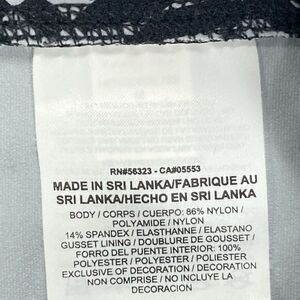 RN#56323 - CA#05553
MADE IN SRI LANKA/FABRIQUE AU
SRI LANKA/HECHO EN SRI LANKA
BODY / CORPS / CUERPO: 86% NYLON /
POLYAMIDE / NYLON
14% SPANDEX / ELASTHANNE / ELASTANO
GUSSET LINING / DOUBLURE DE GOUSSET /
FORRO DEL PUENTE INTERIOR: 100%
POLYESTER / POLYESTER / POLIESTER
EXCLUSIVE OF DECORATION / DECORATION
NON COMPRISE / NO INCLUYE LA
DECORACION